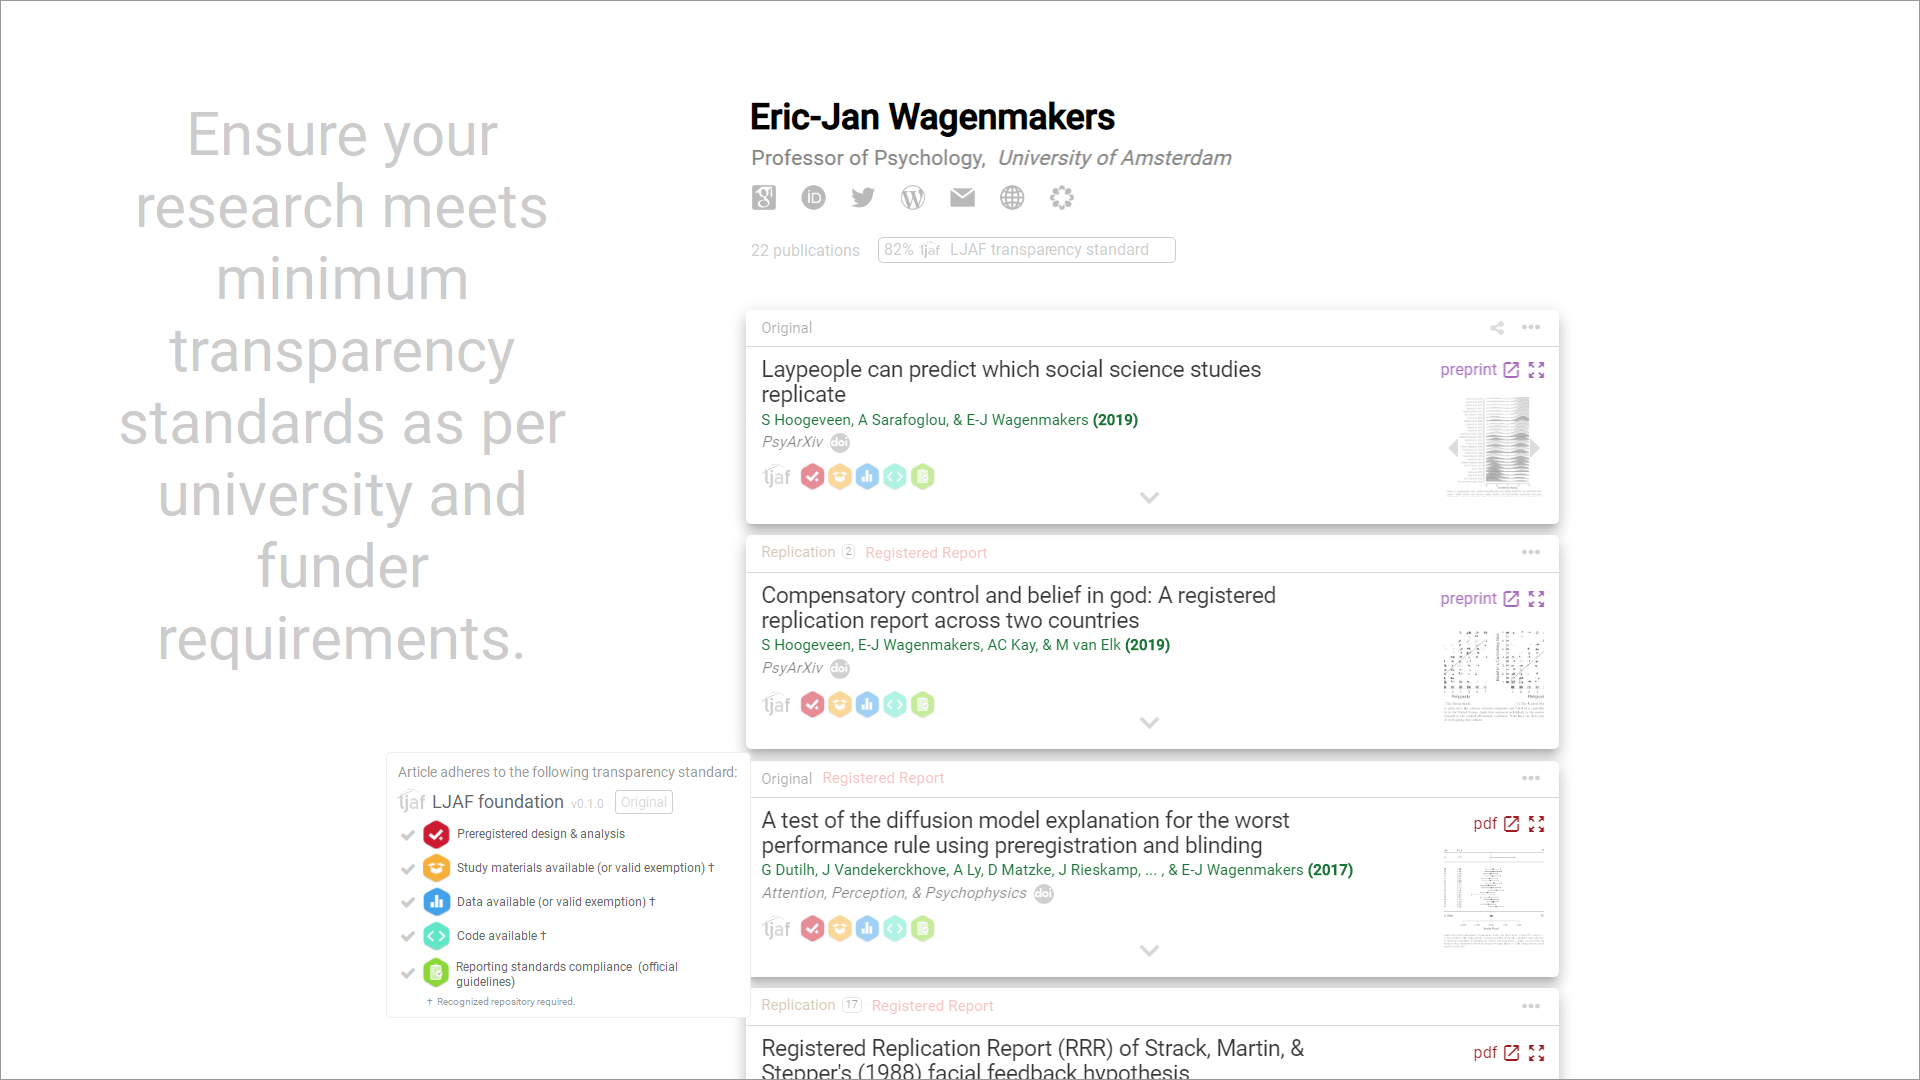 Ensure your
research meets
minimum
transparency
standards as per
university and
funder
requirements.
Eric-Jan Wagenmakers
Professor of Psychology, University of Amsterdam
22 publications
82% ljaf LJAF transparency standard
Original
Laypeople can predict which social science studies
replicate
preprint
S Hoogeveen, A Sarafoglou, & E-J Wagenmakers (2019)
PsyArXiv doi
ljaf
Replication 2 Registered Report
Compensatory control and belief in god: A registered
replication report across two countries
preprint
S Hoogeveen, E-J Wagenmakers, AC Kay, & M van Elk (2019)
PsyArXiv doi
ljaf
Original Registered Report
A test of the diffusion model explanation for the worst
performance rule using preregistration and blinding
pdf
G Dutilh, J Vandekerckhove, A Ly, D Matzke, J Rieskamp, ... , & E-J Wagenmakers (2017)
Attention, Perception, & Psychophysics doi
ljaf
Replication 17 Registered Report
Registered Replication Report (RRR) of Strack, Martin, &
Stepper's (1988) facial feedback hypothesis
pdf
Article adheres to the following transparency standard:
ljaf LJAF foundation v0.1.0 Original
Preregistered design & analysis
Study materials available (or valid exemption) †
Data available (or valid exemption) †
Code available †
Reporting standards compliance (official
guidelines)
† Recognized repository required.